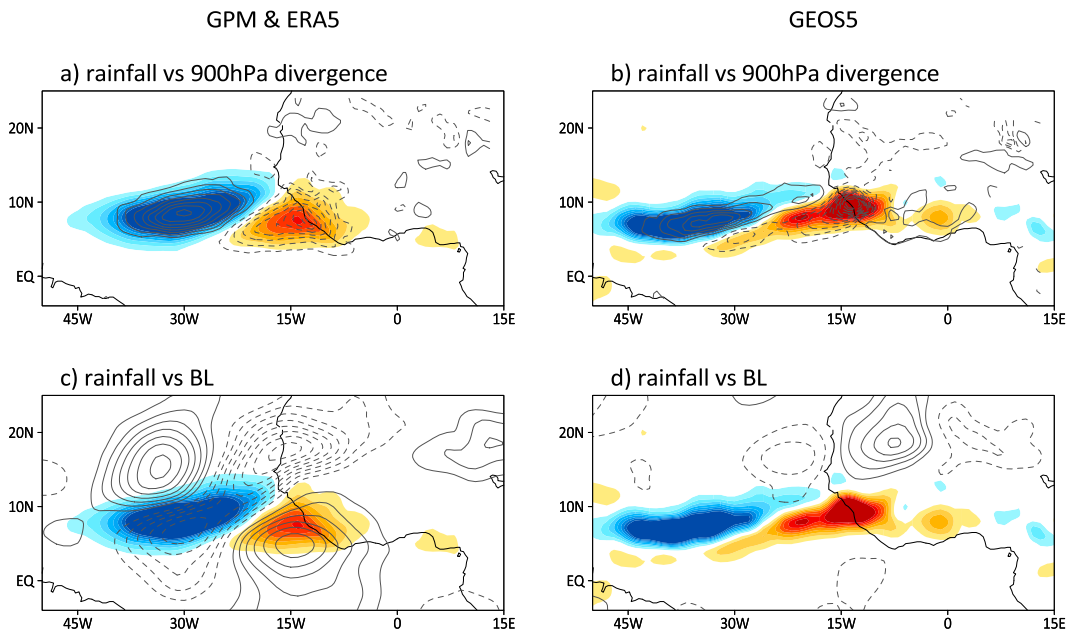 GPM & ERA5 GEOS5
a) rainfall vs 900hPa divergence b) rainfall vs 900hPa divergence
20N 20N
10N 10N
EQ EQ
45W 30W 15W 0 15E 45W 30W 15W 0 15E
c) rainfall vs BL d) rainfall vs BL
20N 20N
10N 10N
EQ EQ
45W 30W 15W 0 15E 45W 30W 15W 0 15E